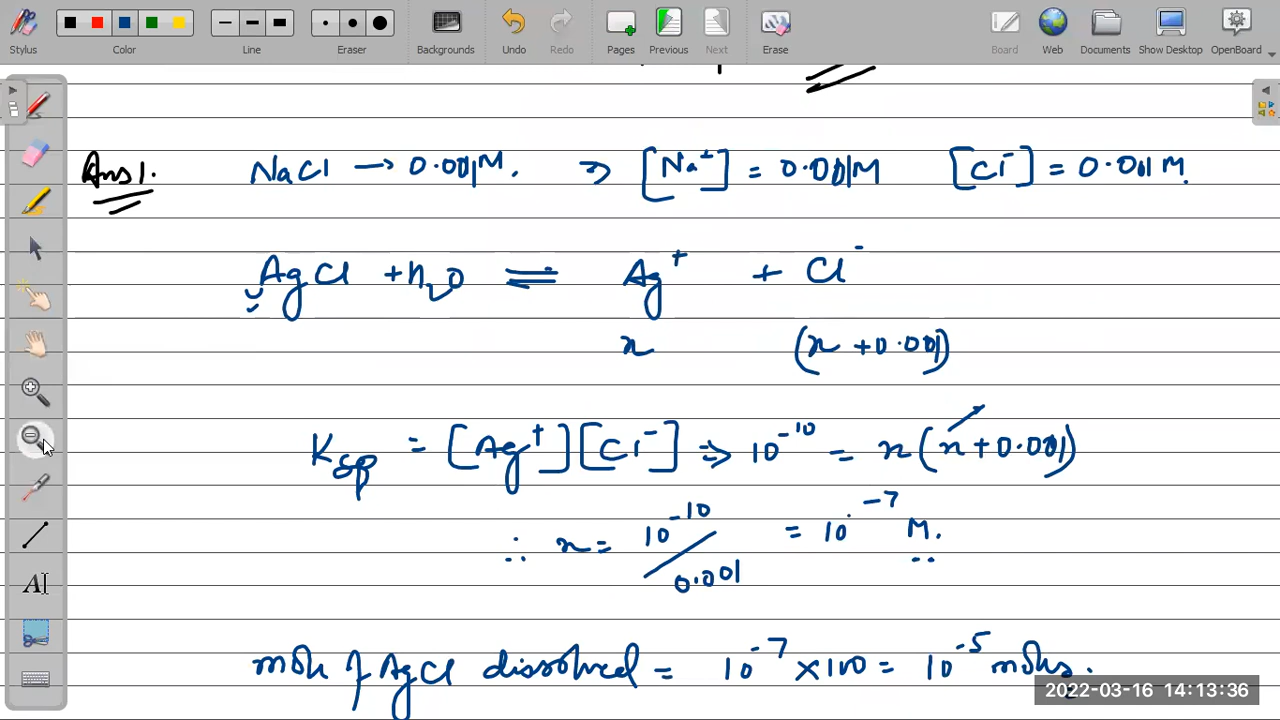 Stylus Color Line Eraser Backgrounds Undo Redo Pages Previous Next Erase Board Web Documents Show Desktop OpenBoard
Ans 1. NaCl → 0.001M. ⇒ [Na⁺] = 0.001M [Cl⁻] = 0.001 M.
AgCl + H₂O ⇌ Ag⁺ + Cl⁻
x (x + 0.001)
Ksp = [Ag⁺][Cl⁻] ⇒ 10⁻¹⁰ = x(x + 0.001)
∴ x = 10⁻¹⁰/0.001 = 10⁻⁷ M.
mole of AgCl dissolved = 10⁻⁷ × 100 = 10⁻⁵ moles.
2022-03-16 14:13:36